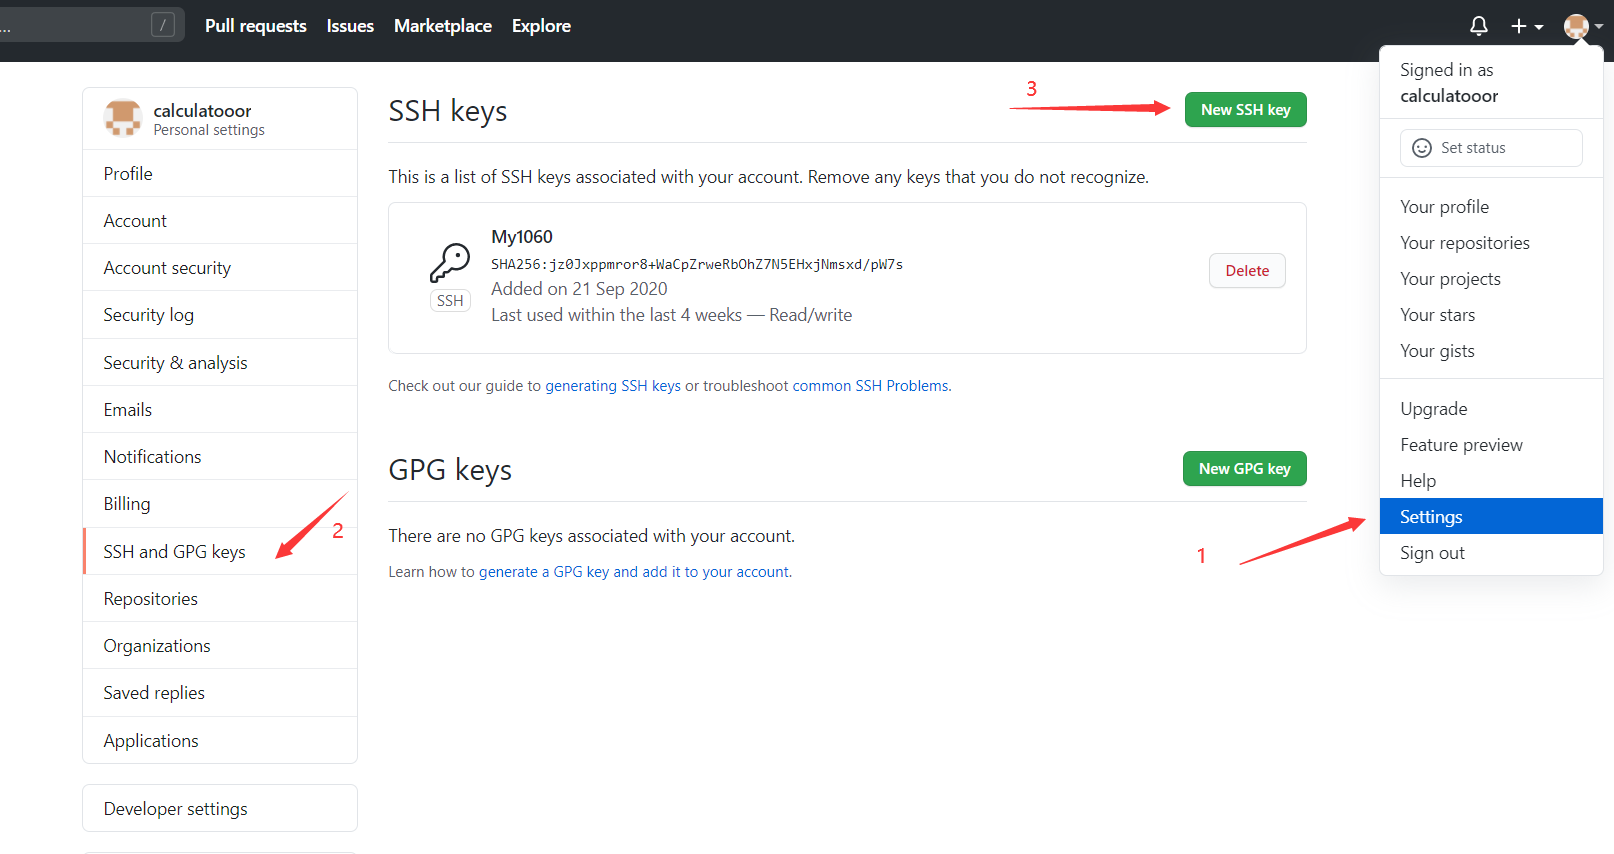 ... / Pull requests Issues Marketplace Explore
calculatooor
Personal settings
Profile
Account
Account security
Security log
Security & analysis
Emails
Notifications
Billing
SSH and GPG keys
2
Repositories
Organizations
Saved replies
Applications
Developer settings
SSH keys
3
New SSH key
This is a list of SSH keys associated with your account. Remove any keys that you do not recognize.
My1060
SHA256:jz0Jxppmror8+WaCpZrweRbOhZ7N5EHxjNmsxd/pW7s
Added on 21 Sep 2020
Last used within the last 4 weeks — Read/write
SSH
Delete
Check out our guide to generating SSH keys or troubleshoot common SSH Problems.
GPG keys
New GPG key
There are no GPG keys associated with your account.
Learn how to generate a GPG key and add it to your account.
Signed in as
calculatooor
Set status
Your profile
Your repositories
Your projects
Your stars
Your gists
Upgrade
Feature preview
Help
1
Settings
Sign out